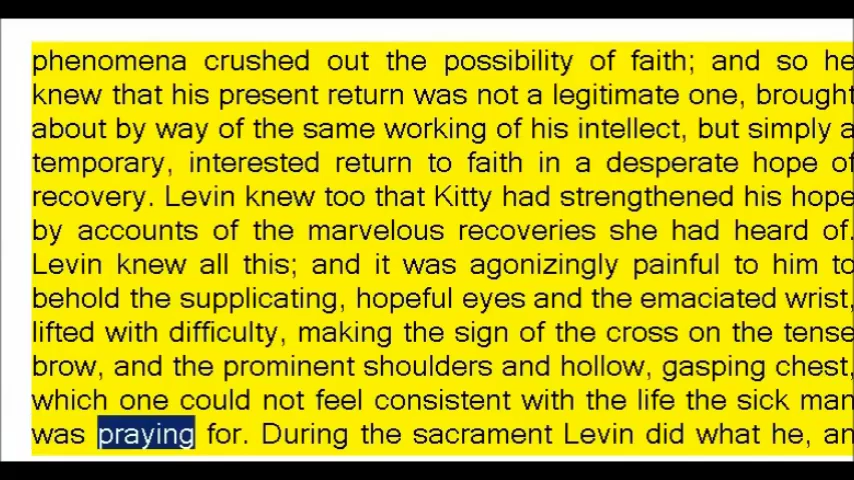 phenomena crushed out the possibility of faith; and so he
knew that his present return was not a legitimate one, brought
about by way of the same working of his intellect, but simply a
temporary, interested return to faith in a desperate hope of
recovery. Levin knew too that Kitty had strengthened his hope
by accounts of the marvelous recoveries she had heard of.
Levin knew all this; and it was agonizingly painful to him to
behold the supplicating, hopeful eyes and the emaciated wrist,
lifted with difficulty, making the sign of the cross on the tense
brow, and the prominent shoulders and hollow, gasping chest,
which one could not feel consistent with the life the sick man
was praying for. During the sacrament Levin did what he, an